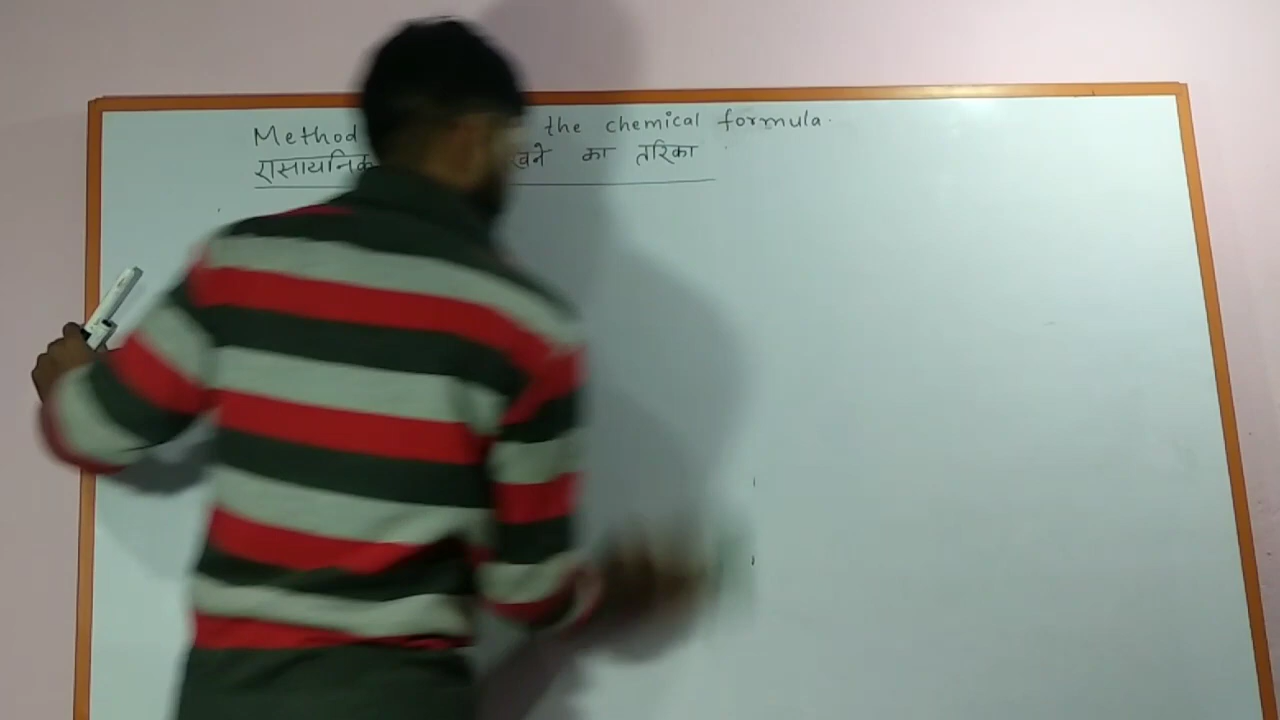 Method the chemical formula.
रासायनिक खने का तरिका